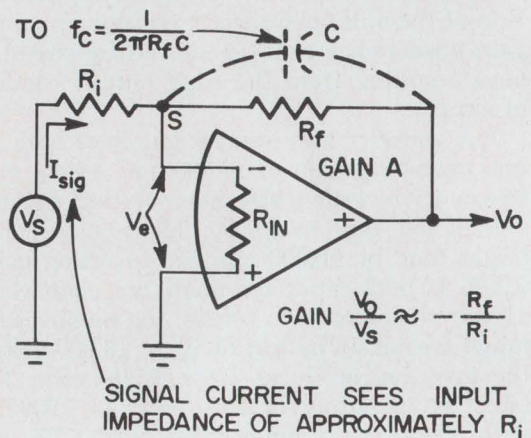 TO f_C = 1/2πR_fC
C
R_i
S
R_f
I_sig
GAIN A
−
V_S
V_e
R_IN
+
V_O
+
GAIN V_O/V_S ≈ − R_f/R_i
SIGNAL CURRENT SEES INPUT
IMPEDANCE OF APPROXIMATELY R_i